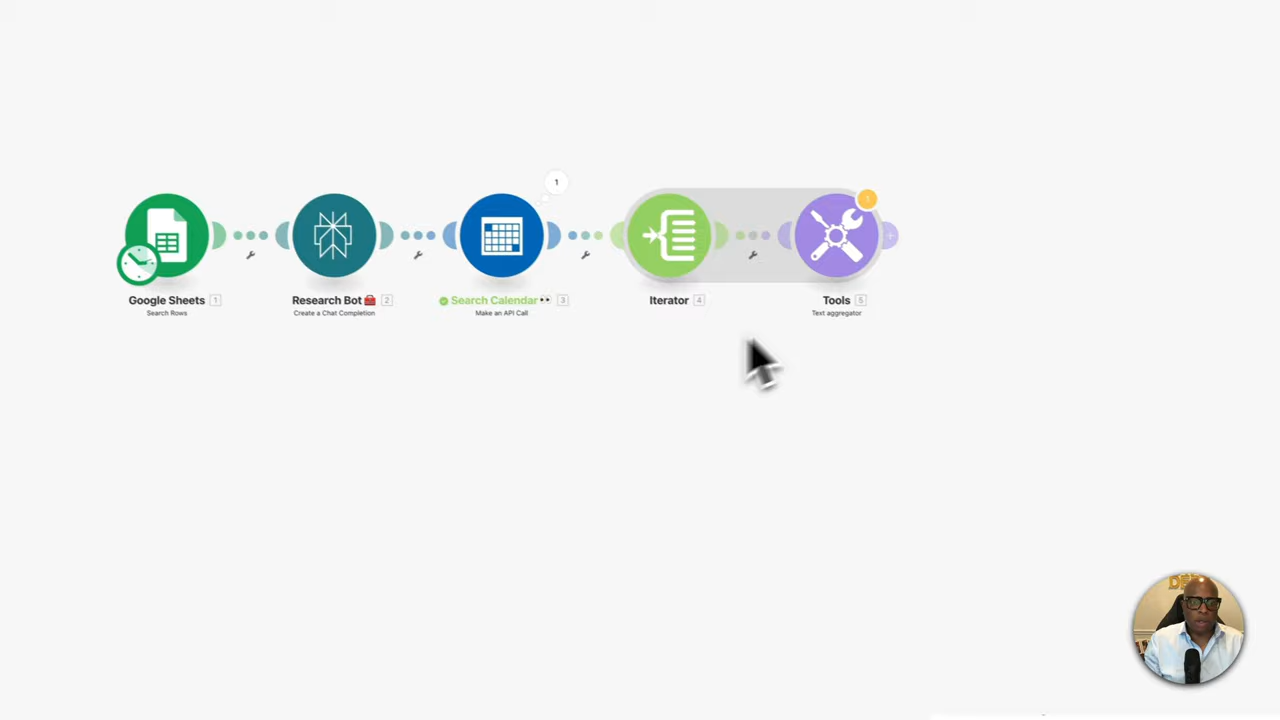 1
Google Sheets 1
Search Rows
Research Bot 🧰 2
Create a Chat Completion
Search Calendar 👀 3
Make an API Call
Iterator 4
Tools 5
Text aggregator